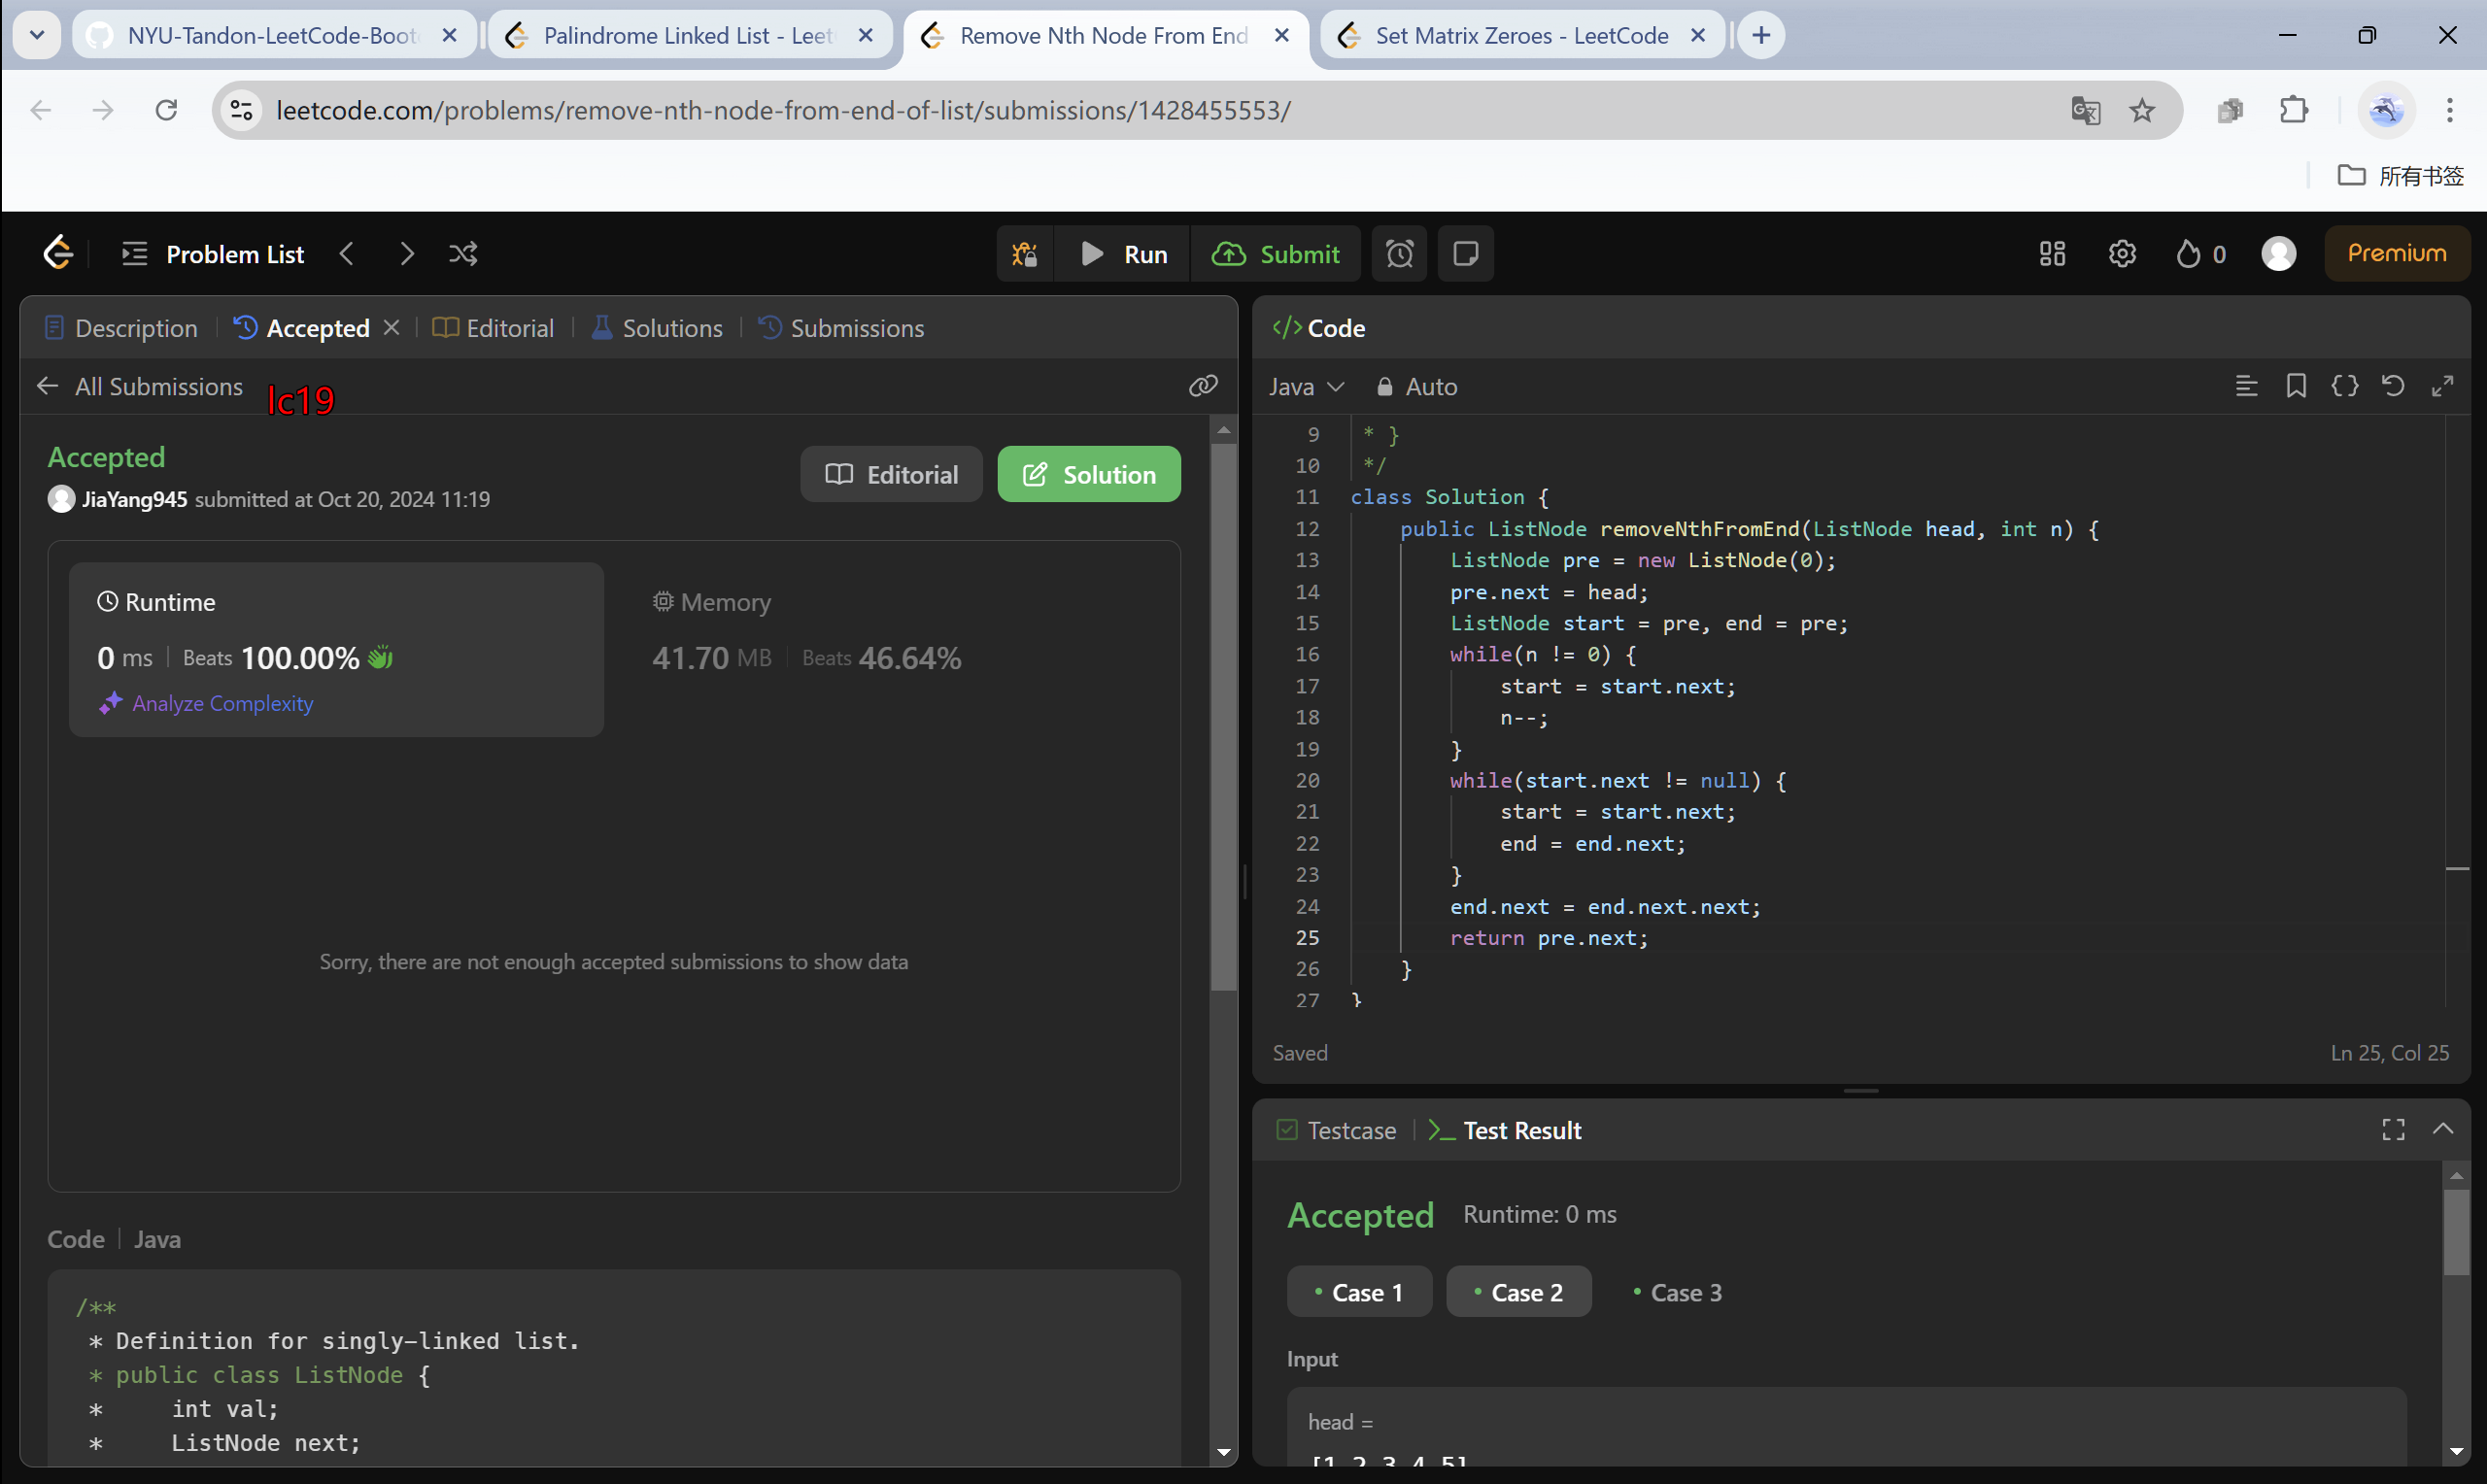 NYU-Tandon-LeetCode-Boot
Palindrome Linked List - Leet
Remove Nth Node From End
Set Matrix Zeroes - LeetCode
leetcode.com/problems/remove-nth-node-from-end-of-list/submissions/1428455553/
所有书签
Problem List
Run
Submit
0
Premium
Description
Accepted
Editorial
Solutions
Submissions
All Submissions
lc19
Accepted
JiaYang945 submitted at Oct 20, 2024 11:19
Editorial
Solution
Runtime
0 ms | Beats 100.00%
Analyze Complexity
Memory
41.70 MB | Beats 46.64%
Sorry, there are not enough accepted submissions to show data
Code | Java
/**
* Definition for singly-linked list.
* public class ListNode {
* int val;
* ListNode next;
</> Code
Java
Auto
9 * }
10 */
11 class Solution {
12 public ListNode removeNthFromEnd(ListNode head, int n) {
13 ListNode pre = new ListNode(0);
14 pre.next = head;
15 ListNode start = pre, end = pre;
16 while(n != 0) {
17 start = start.next;
18 n--;
19 }
20 while(start.next != null) {
21 start = start.next;
22 end = end.next;
23 }
24 end.next = end.next.next;
25 return pre.next;
26 }
27 }
Saved
Ln 25, Col 25
Testcase
Test Result
Accepted
Runtime: 0 ms
Case 1
Case 2
Case 3
Input
head =
[1,2,3,4,5]